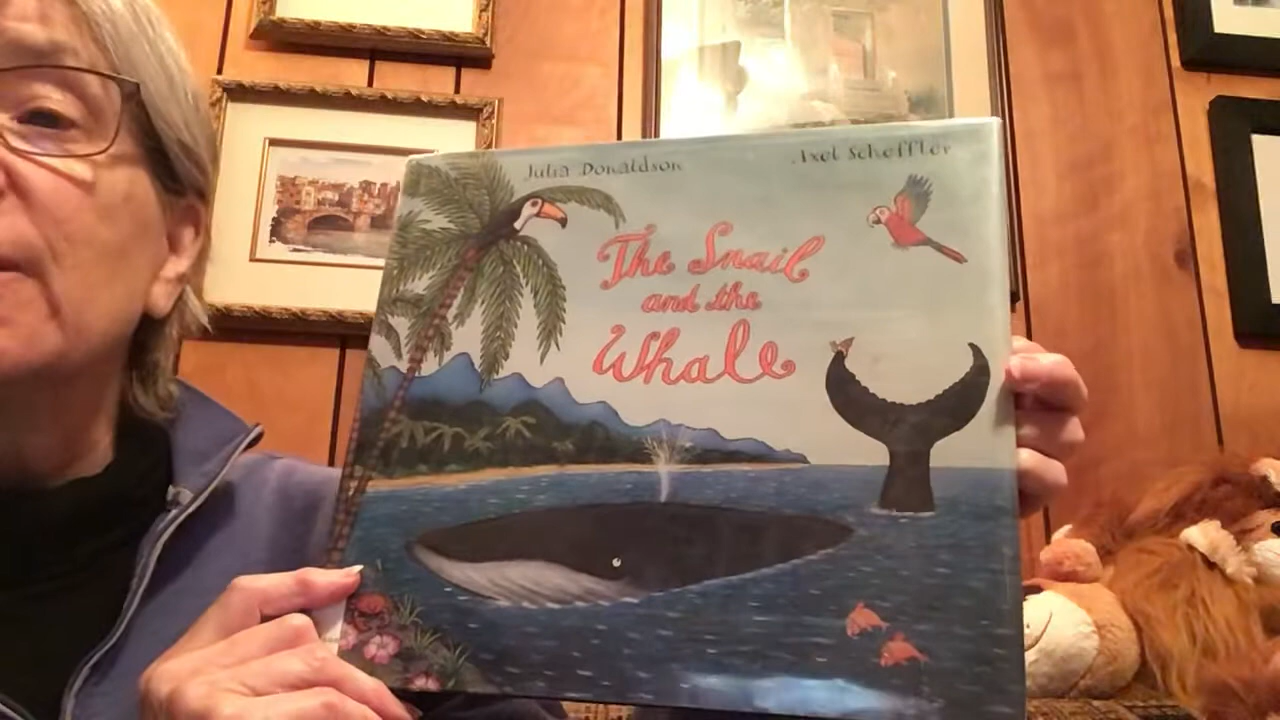 Julia Donaldson
Axel Scheffler
The Snail
and the
Whale